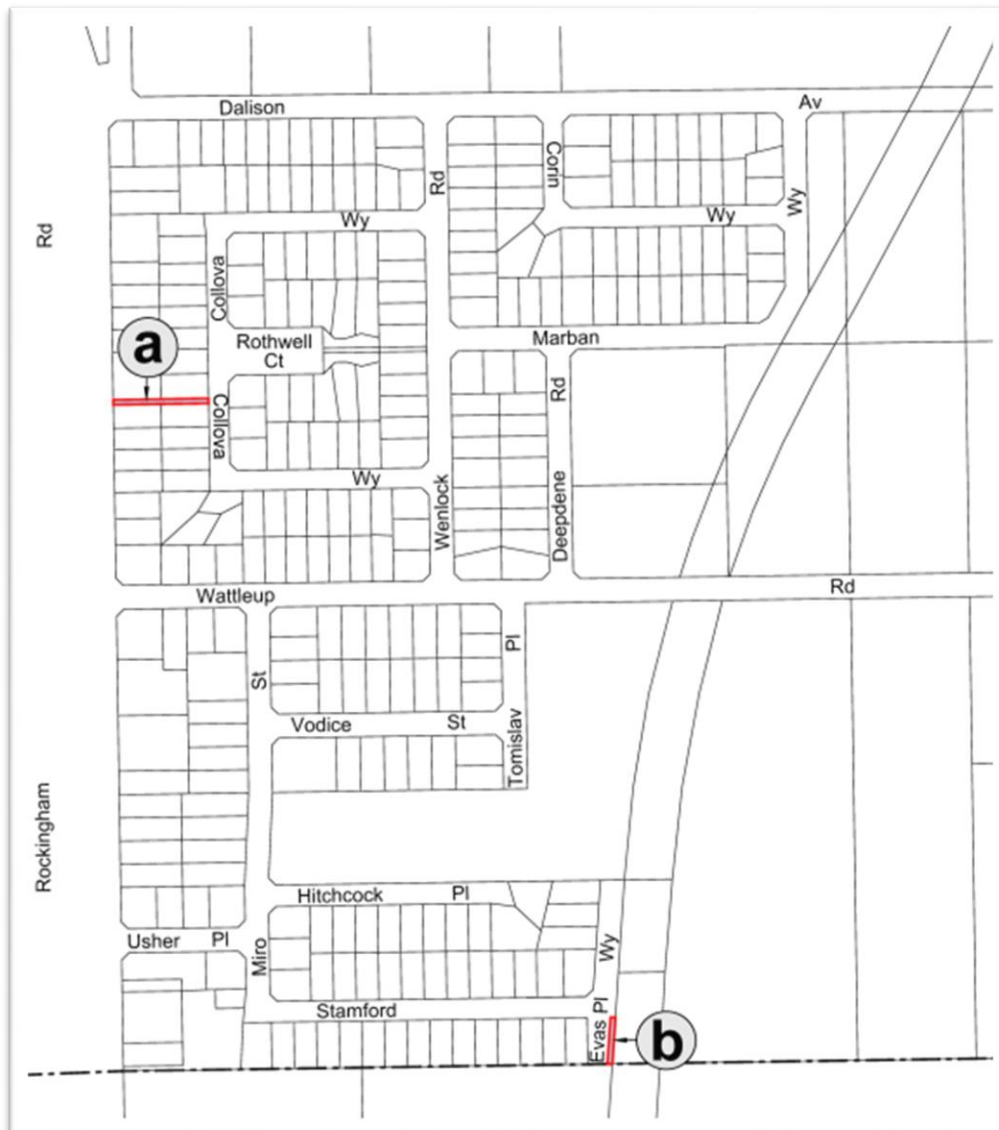 Dalison
Av
Corin
Rd
Wy
Wy
Wy
Rd
Collova
a
Rothwell
Ct
Marban
Rd
Collova
Wy
Wenlock
Deepdene
Wattleup
Rd
St
Pl
Vodice
St
Tomislav
Rockingham
Hitchcock
Pl
Usher
Pl
Miro
Wy
Stamford
Evas Pl
b